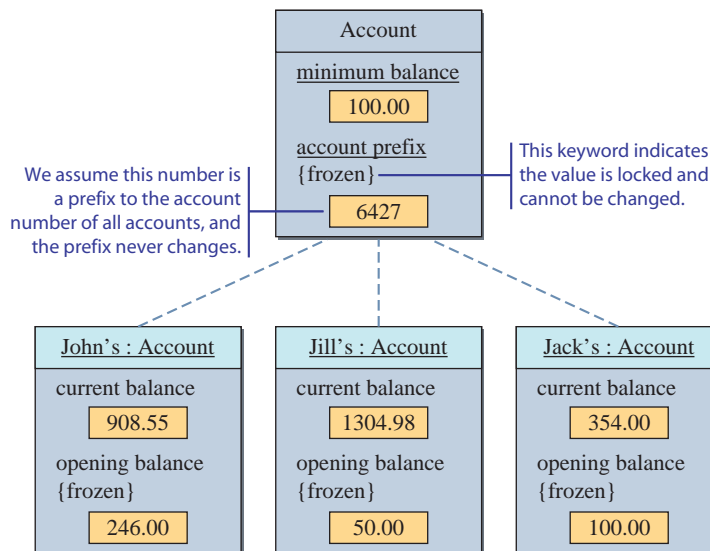 Account
minimum balance
100.00
account prefix
{frozen}
6427
We assume this number is
a prefix to the account
number of all accounts, and
the prefix never changes.
This keyword indicates
the value is locked and
cannot be changed.
John's : Account
current balance
908.55
opening balance
{frozen}
246.00
Jill's : Account
current balance
1304.98
opening balance
{frozen}
50.00
Jack's : Account
current balance
354.00
opening balance
{frozen}
100.00